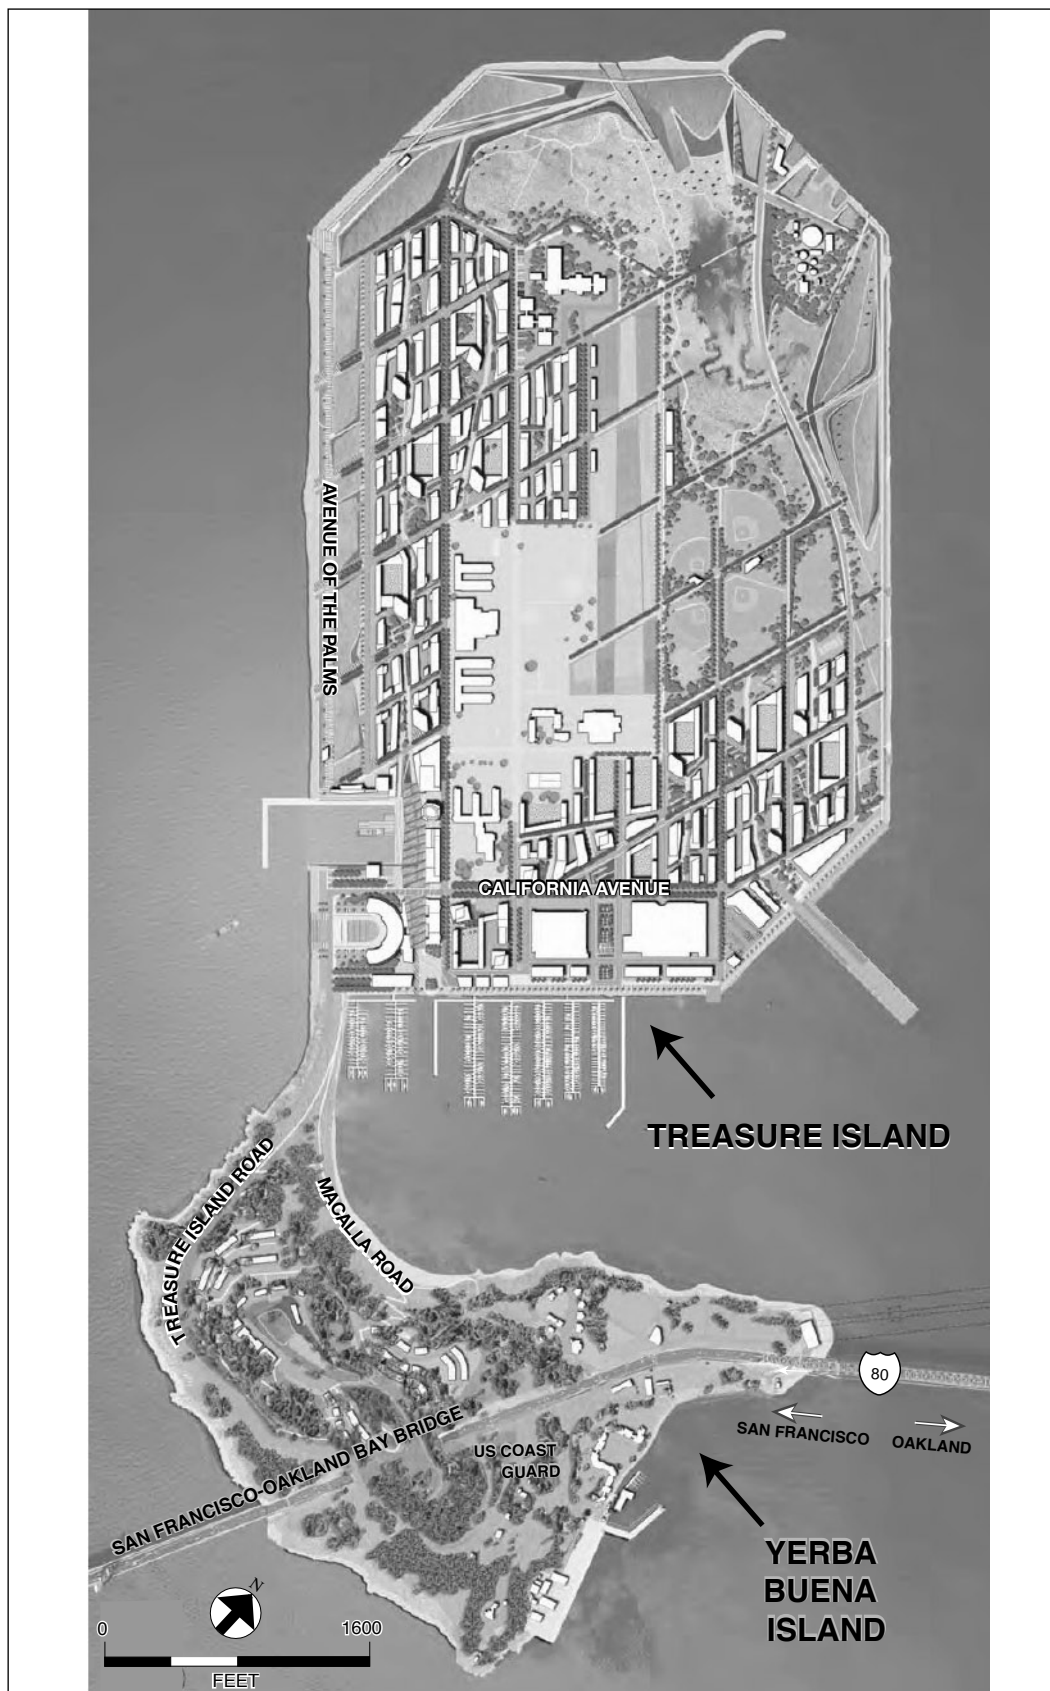 AVENUE OF THE PALMS
CALIFORNIA AVENUE
TREASURE ISLAND
TREASURE ISLAND ROAD
MACALLA ROAD
80
SAN FRANCISCO
OAKLAND
SAN FRANCISCO-OAKLAND BAY BRIDGE
US COAST
GUARD
YERBA
BUENA
ISLAND
N
0
1600
FEET